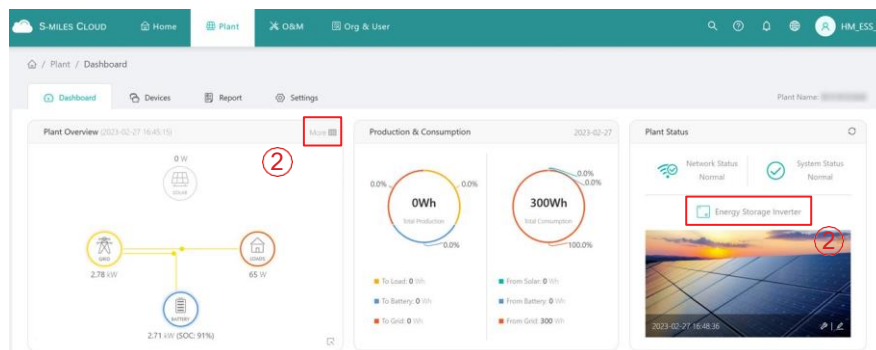 S-MILES CLOUD Home Plant O&M Org & User HM_ESS_
/ Plant / Dashboard
Dashboard Devices Report Settings Plant Name:
Plant Overview (2023-02-27 16:45:15) More
②
0 W
SOLAR
GRID
2.78 kW
LOADS
65 W
BATTERY
2.71 kW (SOC: 91%)
Production & Consumption 2023-02-27
0.0% 0.0%
0Wh
Total Production
0.0%
To Load: 0 Wh
To Battery: 0 Wh
To Grid: 0 Wh
0.0%
0.0%
300Wh
Total Consumption
100.0%
From Solar: 0 Wh
From Battery: 0 Wh
From Grid: 300 Wh
Plant Status
Network Status
Normal
System Status
Normal
Energy Storage Inverter
②
2023-02-27 16:48:36